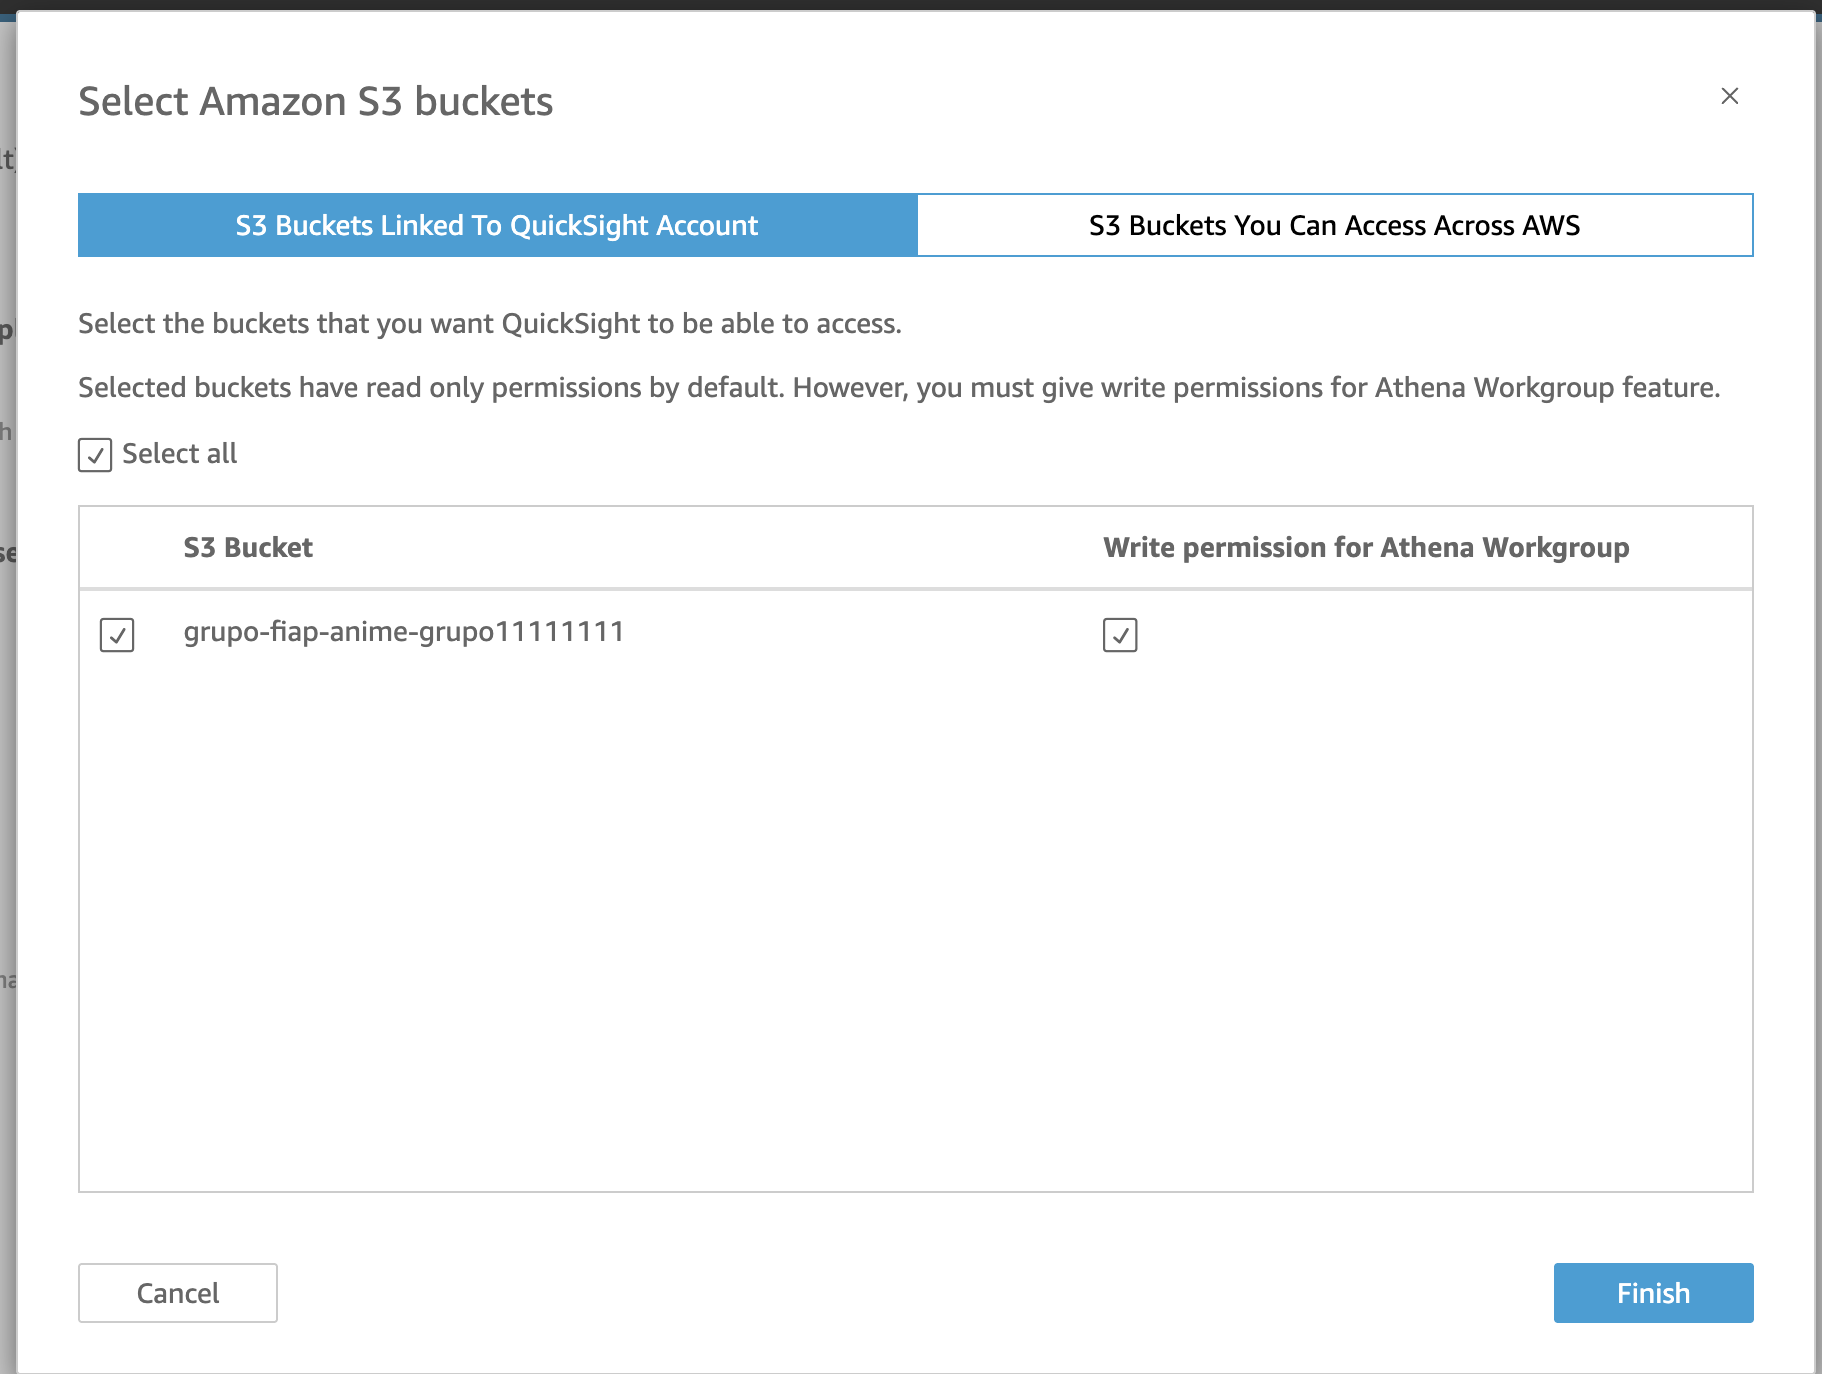 Select Amazon S3 buckets
S3 Buckets Linked To QuickSight Account
S3 Buckets You Can Access Across AWS
Select the buckets that you want QuickSight to be able to access.
Selected buckets have read only permissions by default. However, you must give write permissions for Athena Workgroup feature.
Select all
S3 Bucket
Write permission for Athena Workgroup
grupo-fiap-anime-grupo11111111
Cancel
Finish